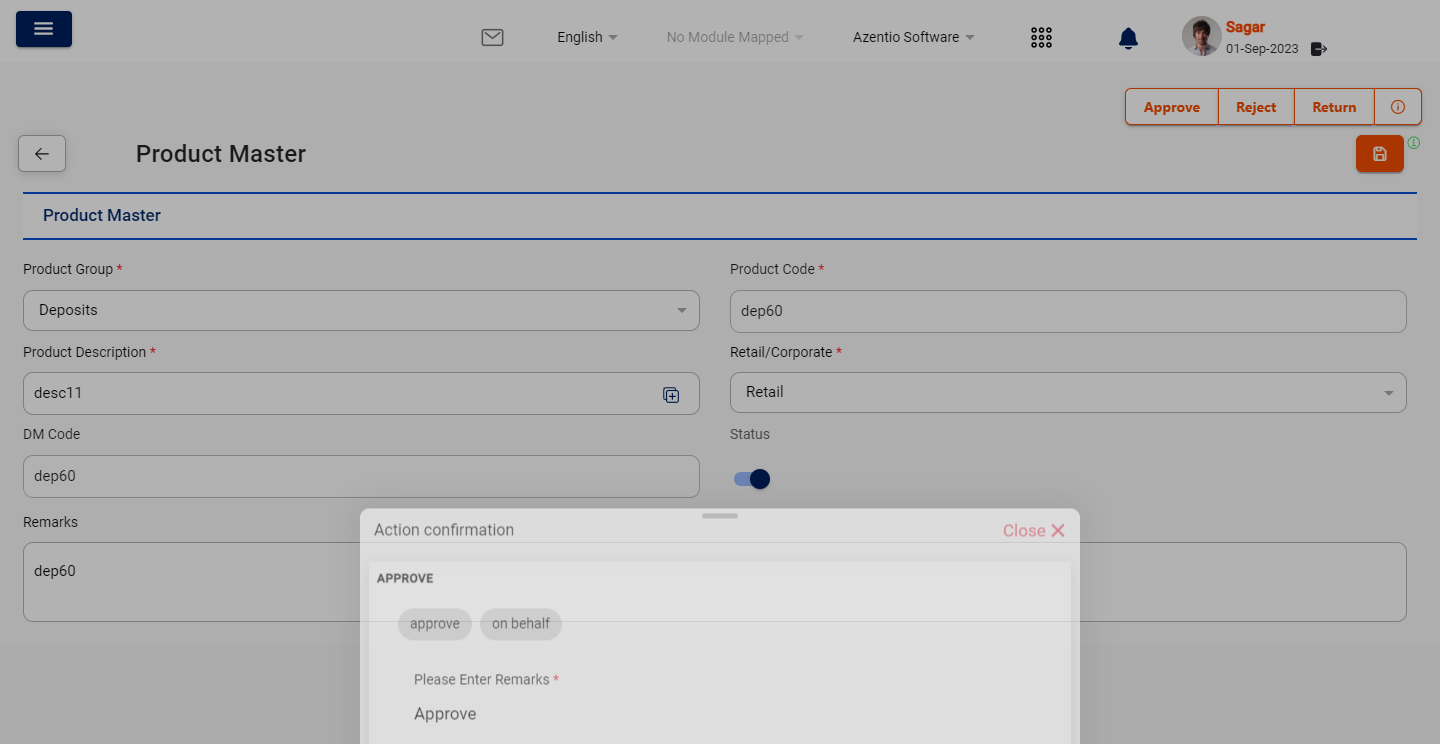 English
No Module Mapped
Azentio Software
Sagar
01-Sep-2023
Approve
Reject
Return
Product Master
Product Master
Product Group *
Product Code *
Deposits
dep60
Product Description *
Retail/Corporate *
desc11
Retail
DM Code
Status
dep60
Remarks
dep60
Action confirmation
Close
APPROVE
approve
on behalf
Please Enter Remarks *
Approve